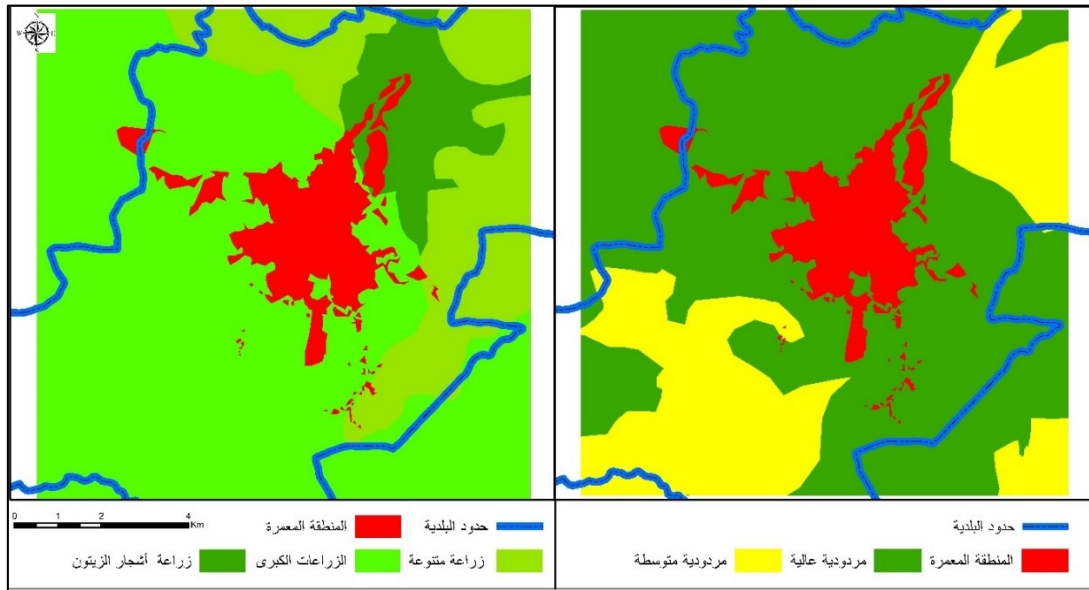 N
W
E
S
حدود البلدية
المنطقة المعمرة
0 1 2 4
Km
زراعة متنوعة
الزراعات الكبرى
زراعة أشجار الزيتون
حدود البلدية
المنطقة المعمرة
مردودية عالية
مردودية متوسطة